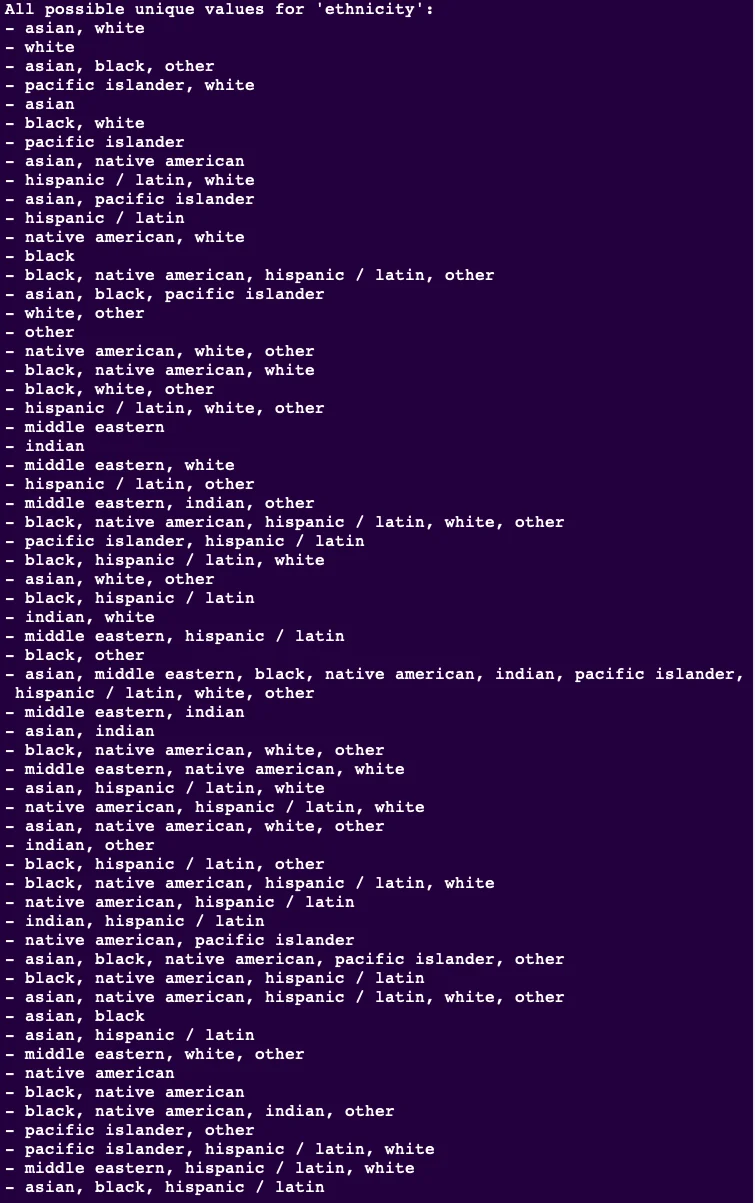 All possible unique values for 'ethnicity':
- asian, white
- white
- asian, black, other
- pacific islander, white
- asian
- black, white
- pacific islander
- asian, native american
- hispanic / latin, white
- asian, pacific islander
- hispanic / latin
- native american, white
- black
- black, native american, hispanic / latin, other
- asian, black, pacific islander
- white, other
- other
- native american, white, other
- black, native american, white
- black, white, other
- hispanic / latin, white, other
- middle eastern
- indian
- middle eastern, white
- hispanic / latin, other
- middle eastern, indian, other
- black, native american, hispanic / latin, white, other
- pacific islander, hispanic / latin
- black, hispanic / latin, white
- asian, white, other
- black, hispanic / latin
- indian, white
- middle eastern, hispanic / latin
- black, other
- asian, middle eastern, black, native american, indian, pacific islander,
hispanic / latin, white, other
- middle eastern, indian
- asian, indian
- black, native american, white, other
- middle eastern, native american, white
- asian, hispanic / latin, white
- native american, hispanic / latin, white
- asian, native american, white, other
- indian, other
- black, hispanic / latin, other
- black, native american, hispanic / latin, white
- native american, hispanic / latin
- indian, hispanic / latin
- native american, pacific islander
- asian, black, native american, pacific islander, other
- black, native american, hispanic / latin
- asian, native american, hispanic / latin, white, other
- asian, black
- asian, hispanic / latin
- middle eastern, white, other
- native american
- black, native american
- black, native american, indian, other
- pacific islander, other
- pacific islander, hispanic / latin, white
- middle eastern, hispanic / latin, white
- asian, black, hispanic / latin